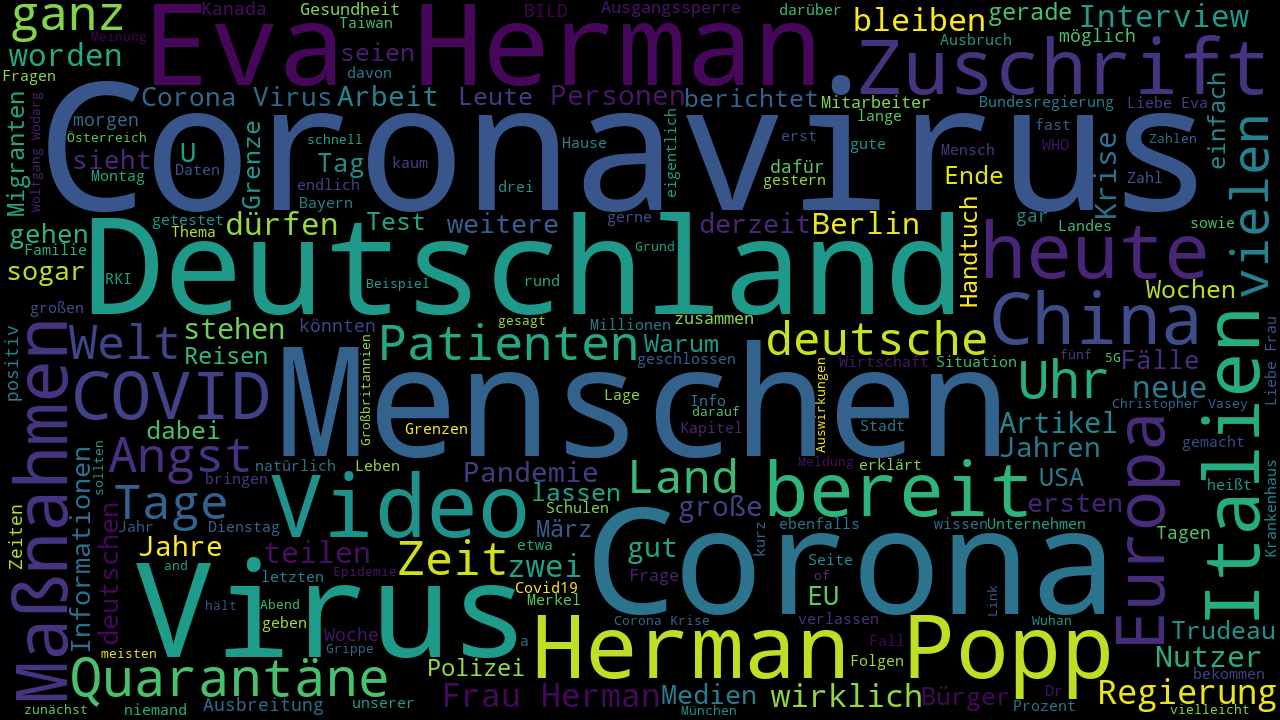 ganz
Eva Herman
Kanada
Gesundheit
Taiwan
BILD
Ausgangssperre
darüber
bleiben
gerade
Interview
Meinung
worden
seien
davon
Ausbruch
möglich
Zuschrift
Fragen
Corona Virus
Arbeit
Leute
Personen
berichtet
Mitarbeiter
lange
Bundesregierung
Liebe Eva
einfach
Migranten
Wolfgang Wodarg
morgen
Österreich
sieht
Montag
U
Daten
Grenze
schnell
Tag
kaum
endlich
Bayern
drei
Hause
eigentlich
erst
dafür
gestern
gute
Mensch
Ende
fast
WHO
Krise
Zahlen
Zahl
Coronavirus
vielen
gehen
Familie
getestet
Thema
dürfen
Test
weitere
gerne
derzeit
Berlin
Handtuch
gar
Landes
sowie
heute
sogar
RKI
Deutschland
Beispiel
rund
Grund
Wochen
China
großen
gesagt
Millionen
zusammen
positiv
Maßnahmen
Welt
stehen
Reisen
könnten
Großbritannien
Patienten
Warum
geschlossen
deutsche
Wirtschaft
Situation
fünf
5G
Fälle
Liebe Frau
Italien
COVID
Menschen
Lage
Info
darauf
Kapitel
Auswirkungen
Stadt
Uhr
neue
Christopher Vasey
Grenzen
dabei
Artikel
Jahren
Europa
gemacht
Angst
sollten
natürlich
Leben
bringen
Pandemie
Land
Meldung
erklärt
USA
heißt
Krankenhaus
Zeiten
Informationen
Tage
Jahr
Dienstag
Video
lassen
Schulen
März
große
bereit
ersten
deutschen
Jahre
and
teilen
letzten
Epidemie
Zeit
etwa
zwei
Covid19
Merkel
gut
Frage
kurz
ebenfalls
Seite
of
EU
wissen
Unternehmen
Tagen
Link
Corona
hält
Abend
geben
Virus
Woche
Grippe
a
Corona Krise
verlassen
Fall
Wuhan
Trudeau
meisten
Quarantäne
Polizei
Herman Popp
Folgen
Nutzer
bekommen
zunächst
niemand
Ausbreitung
unserer
Frau Herman
Medien
München
wirklich
Bürger
Dr
Prozent
Regierung
vielleicht